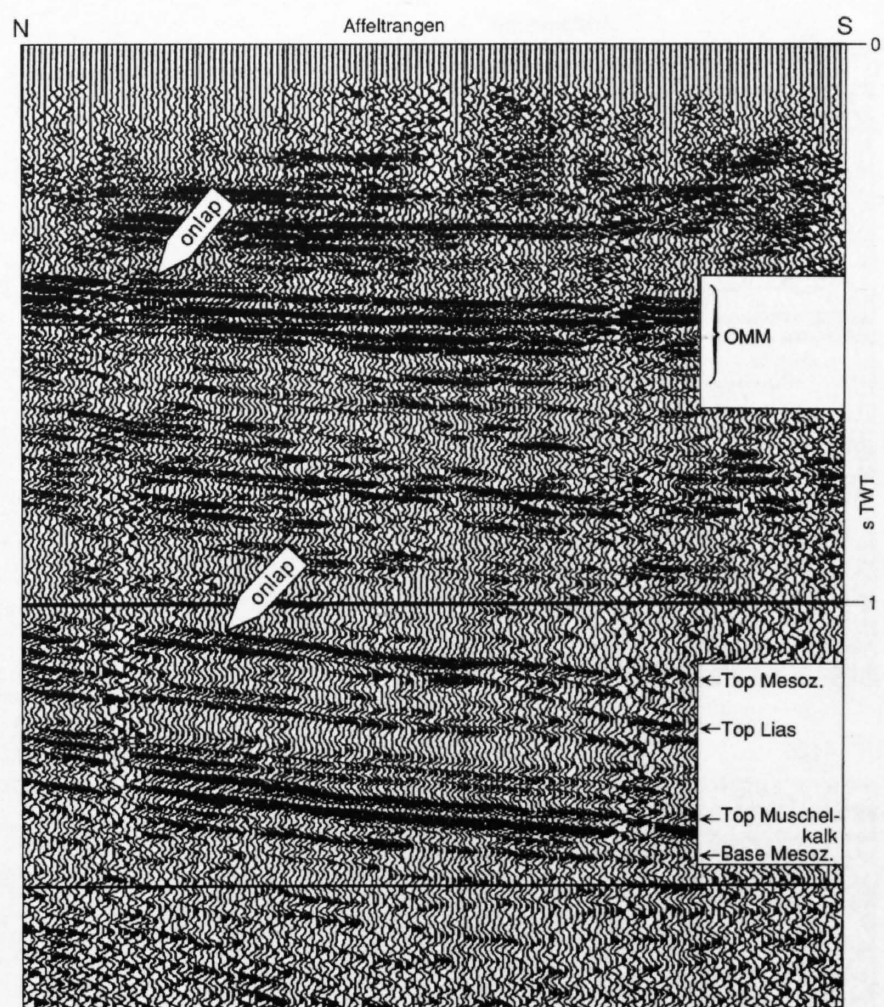 N Affeltrangen S
0
onlap
OMM
s TWT
onlap
1
←Top Mesoz.
←Top Lias
←Top Muschel-
kalk
←Base Mesoz.